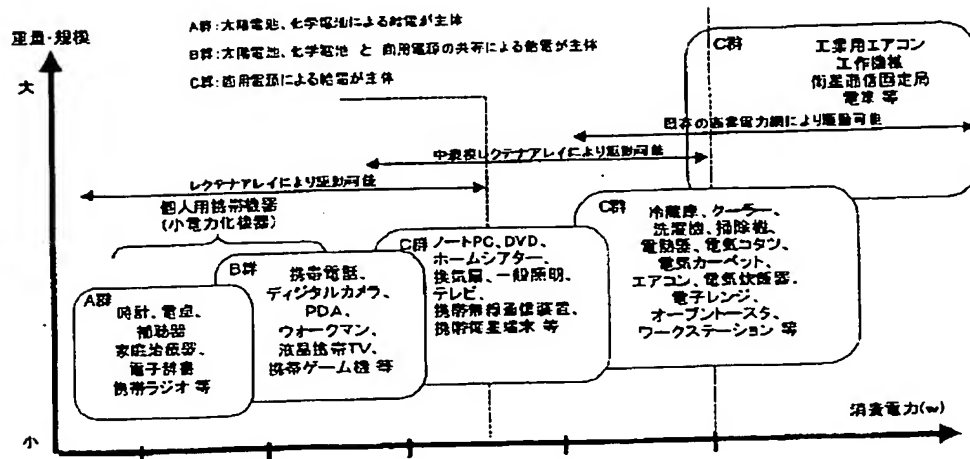 重量・規模
大
小
A群:太陽電池、化学電池による給電が主体
B群:太陽電池、化学電池 と 商用電源の共有による給電が主体
C群:商用電源による給電が主体
C群
工業用エアコン
工作機械
衛星通信固定局
電車 等
既存の商用電力網により駆動可能
中規模レクテナアレイにより駆動可能
レクテナアレイにより駆動可能
個人用携帯機器
(小電力化機器)
A群
時計、電卓、
補聴器
家庭治療器、
電子辞書
携帯ラジオ 等
B群
携帯電話、
ディジタルカメラ、
PDA、
ウォークマン、
液晶携帯TV、
携帯ゲーム機 等
C群
ノートPC、DVD、
ホームシアター、
換気扇、一般照明、
テレビ、
携帯無線通信装置、
携帯衛星端末 等
C群
冷蔵庫、クーラー、
洗濯機、掃除機、
電熱器、電気コタツ、
電気カーペット、
エアコン、電気炊飯器、
電子レンジ、
オーブントースタ、
ワークステーション 等
消費電力(w)